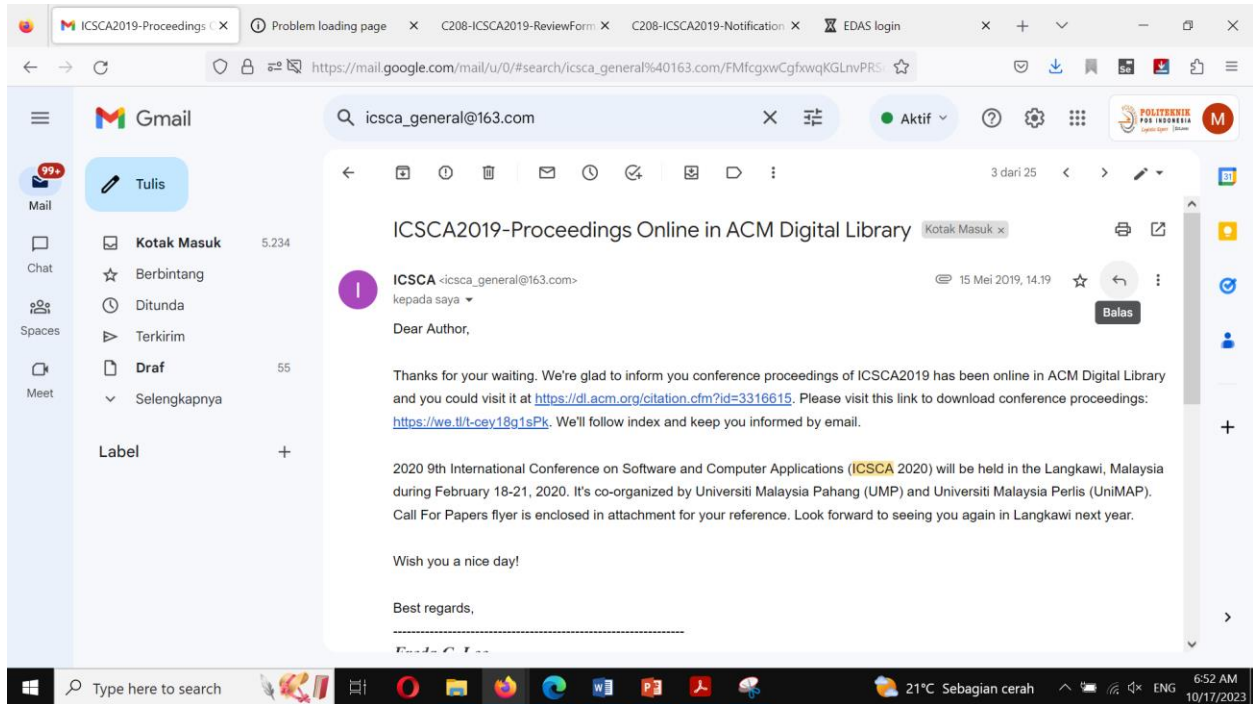 ICSCA2019-Proceedings O
Problem loading page
C208-ICSCA2019-ReviewForm
C208-ICSCA2019-Notification
EDAS login
https://mail.google.com/mail/u/0/#search/icsca_general%40163.com/FMfcgxwCgfxwqKGLnvPRS
Gmail
icsca_general@163.com
Aktif
POLITEKNIK
POS INDONESIA
M
99+
Mail
Tulis
3 dari 25
31
ICSCA2019-Proceedings Online in ACM Digital Library
Kotak Masuk ×
Kotak Masuk 5.234
Chat
Berbintang
Ditunda
Spaces
Terkirim
Draf 55
Meet
Selengkapnya
Label
I
ICSCA <icsca_general@163.com>
15 Mei 2019, 14.19
kepada saya
Balas
Dear Author,
Thanks for your waiting. We're glad to inform you conference proceedings of ICSCA2019 has been online in ACM Digital Library
and you could visit it at https://dl.acm.org/citation.cfm?id=3316615. Please visit this link to download conference proceedings:
https://we.tl/t-cey18g1sPk. We'll follow index and keep you informed by email.
2020 9th International Conference on Software and Computer Applications (ICSCA 2020) will be held in the Langkawi, Malaysia
during February 18-21, 2020. It's co-organized by Universiti Malaysia Pahang (UMP) and Universiti Malaysia Perlis (UniMAP).
Call For Papers flyer is enclosed in attachment for your reference. Look forward to seeing you again in Langkawi next year.
Wish you a nice day!
Best regards,
----------------------------------------------------------------
Type here to search
21°C Sebagian cerah
ENG
6:52 AM
10/17/2023